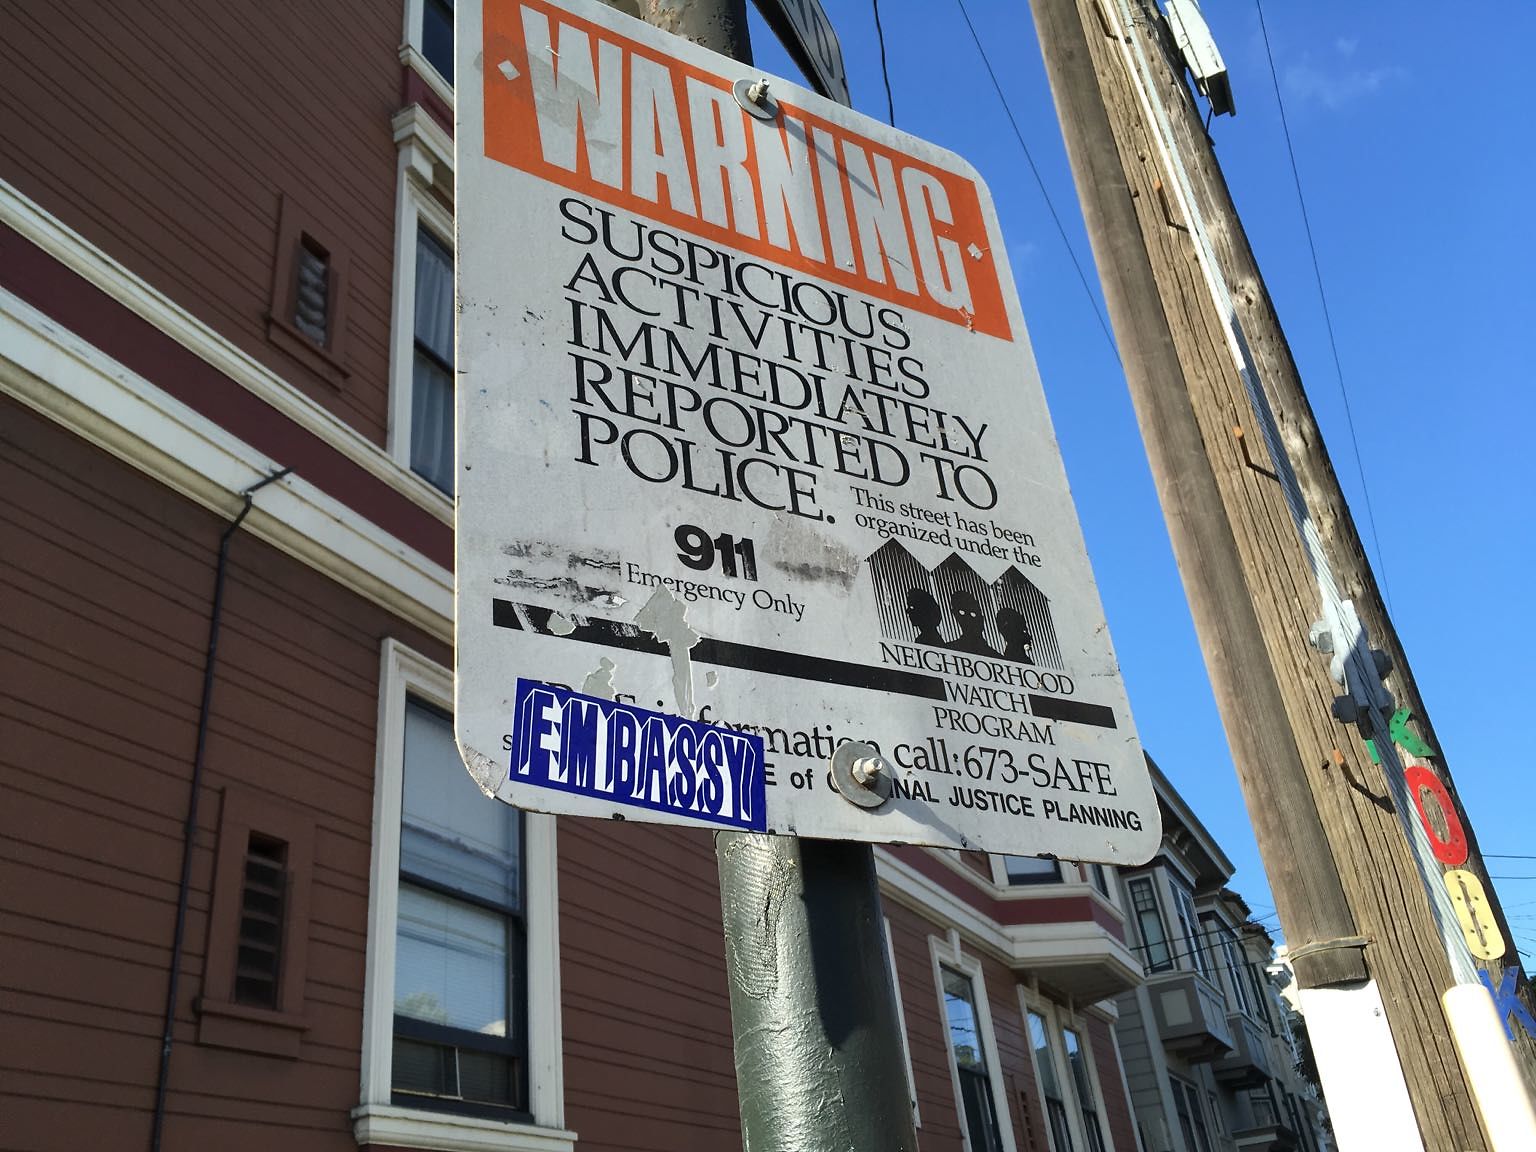 WARNING
SUSPICIOUS
ACTIVITIES
IMMEDIATELY
REPORTED TO
POLICE.
911
Emergency Only
This street has been
organized under the
NEIGHBORHOOD
WATCH
PROGRAM
call:673-SAFE
of
JUSTICE PLANNING
EMBASSY
K
O
O
K